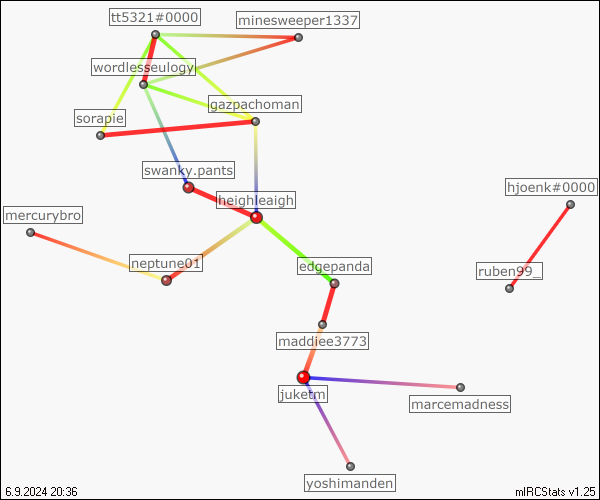 tt5321#0000
minesweeper1337
wordlesseulogy
gazpachoman
sorapie
swanky.pants
hjoenk#0000
heighleaigh
mercurybro
neptune01
edgepanda
ruben99_
maddiee3773
juketm
marcemadness
yoshimanden
6.9.2024 20:36
mIRCStats v1.25